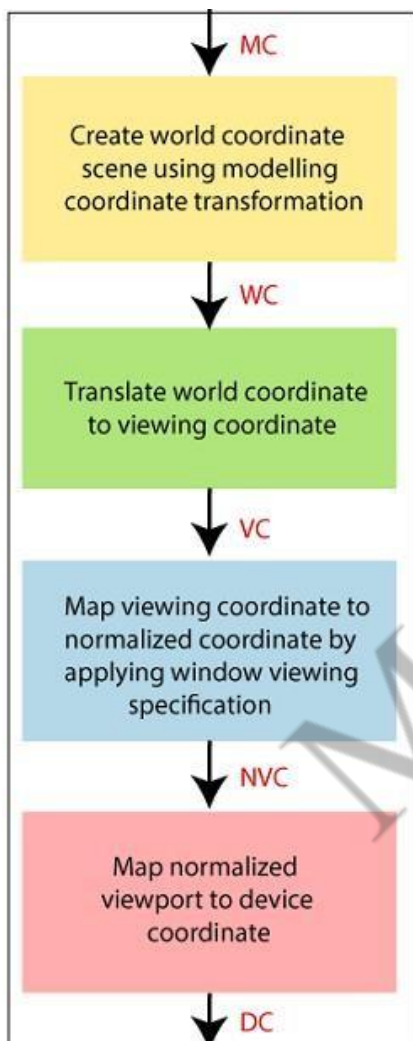 MC
Create world coordinate
scene using modelling
coordinate transformation
WC
Translate world coordinate
to viewing coordinate
VC
Map viewing coordinate to
normalized coordinate by
applying window viewing
specification
NVC
Map normalized
viewport to device
coordinate
DC